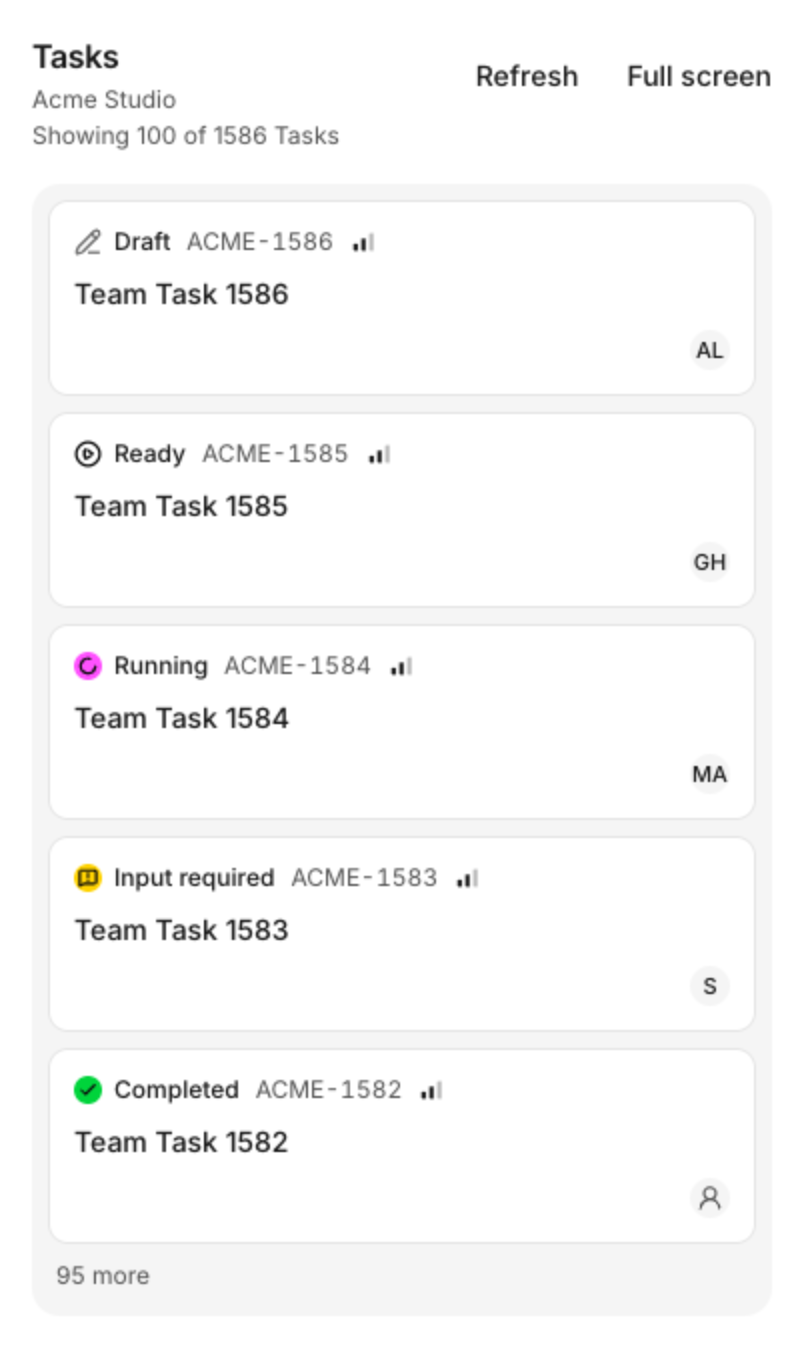 Tasks
Refresh
Full screen
Acme Studio
Showing 100 of 1586 Tasks
Draft ACME-1586
Team Task 1586
AL
Ready ACME-1585
Team Task 1585
GH
Running ACME-1584
Team Task 1584
MA
Input required ACME-1583
Team Task 1583
S
Completed ACME-1582
Team Task 1582
95 more